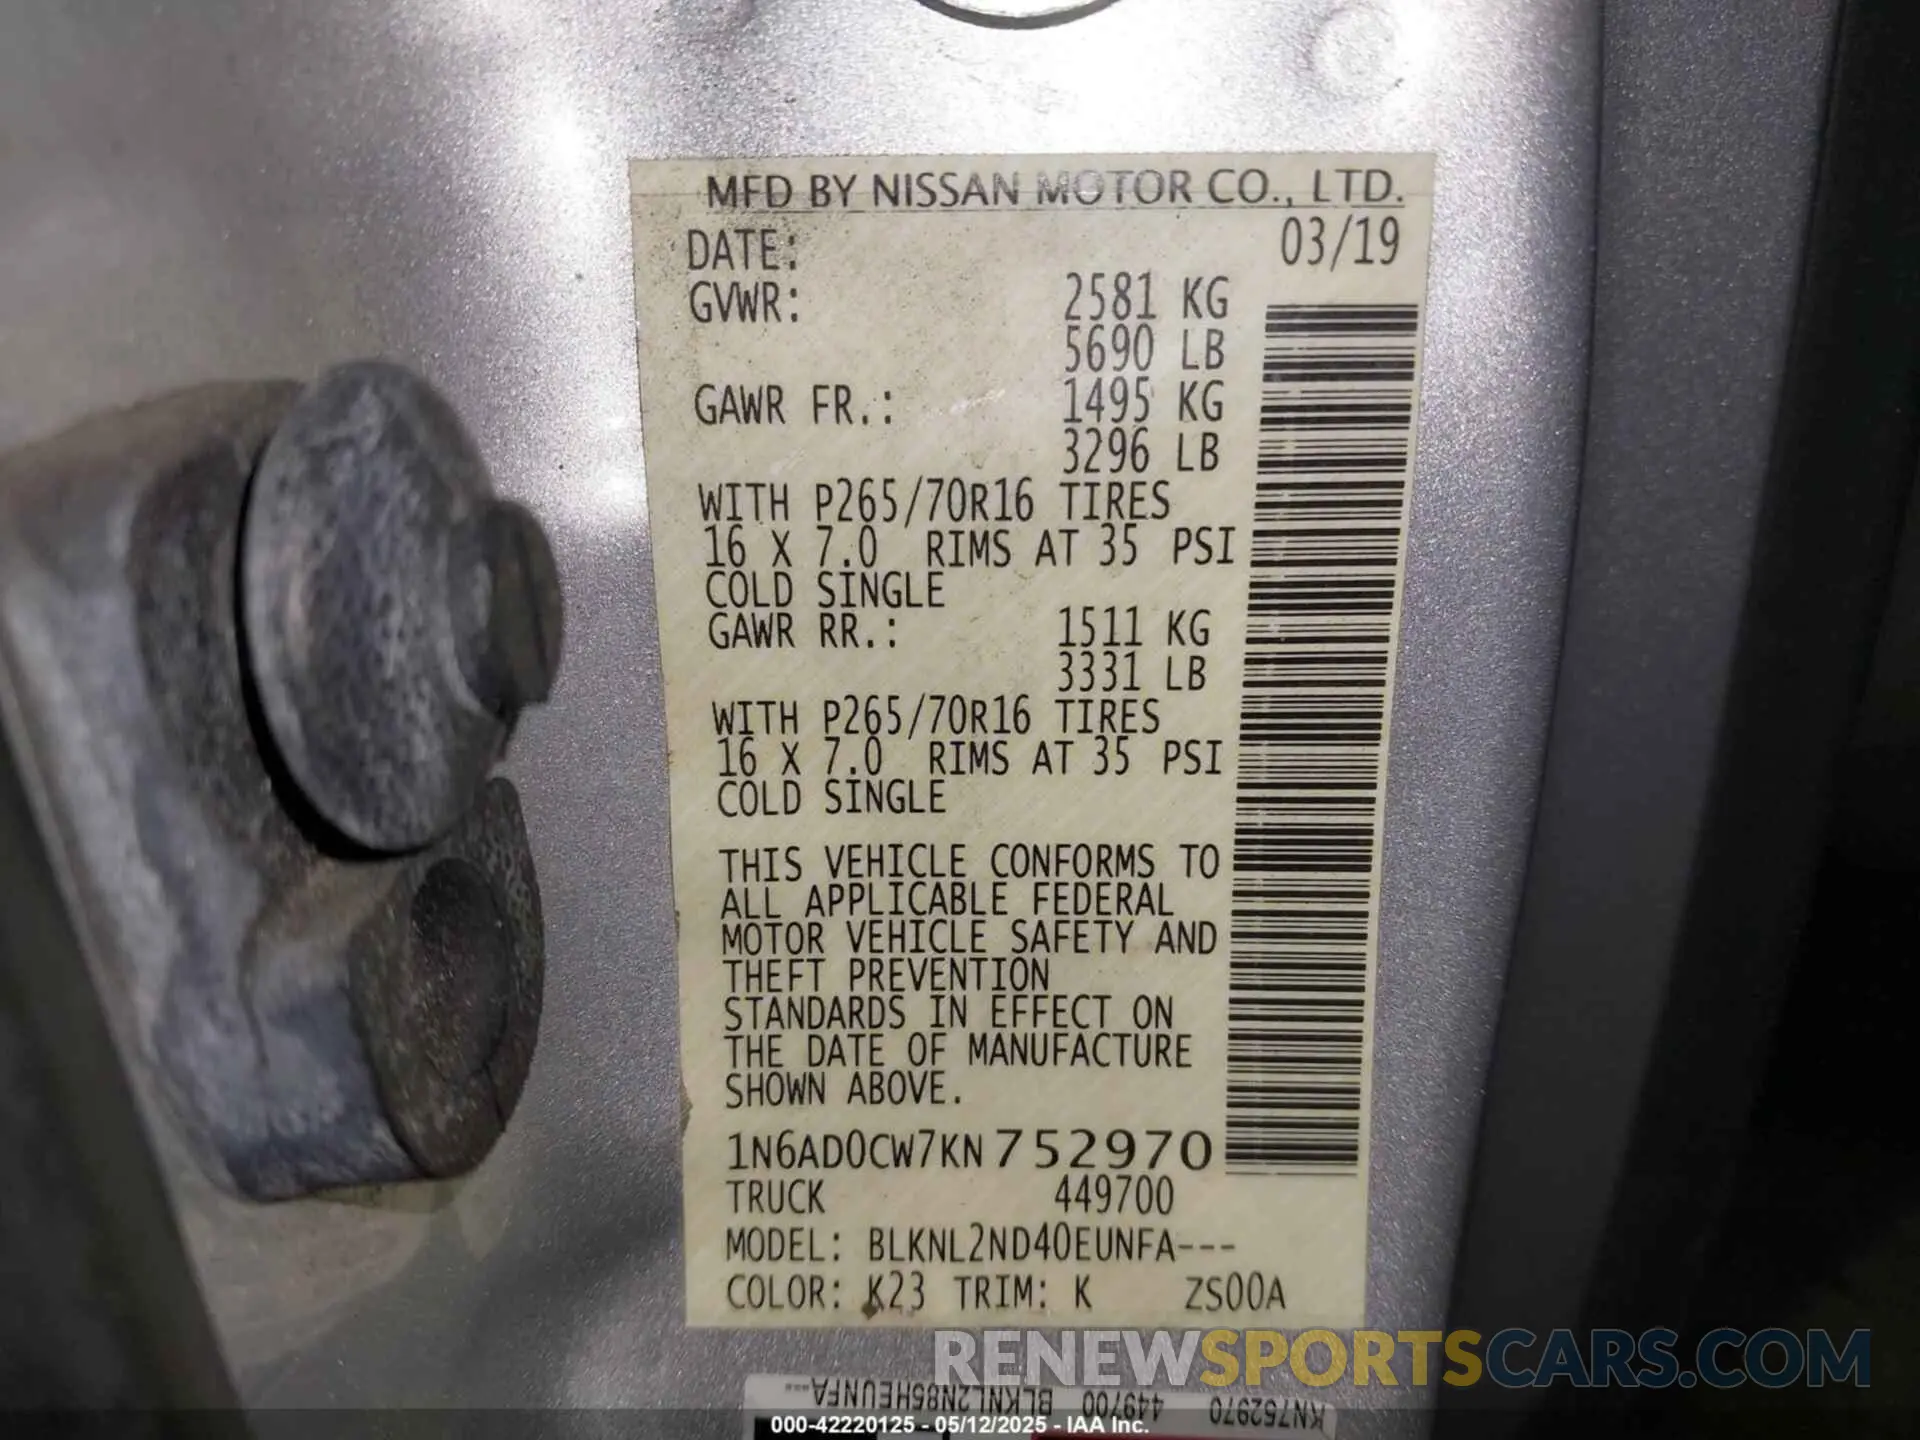 MFD BY NISSAN MOTOR CO., LTD.
DATE: 03/19
GVWR: 2581 KG
5690 LB
GAWR FR.: 1495 KG
3296 LB
WITH P265/70R16 TIRES
16 X 7.0 RIMS AT 35 PSI
COLD SINGLE
GAWR RR.: 1511 KG
3331 LB
WITH P265/70R16 TIRES
16 X 7.0 RIMS AT 35 PSI
COLD SINGLE
THIS VEHICLE CONFORMS TO
ALL APPLICABLE FEDERAL
MOTOR VEHICLE SAFETY AND
THEFT PREVENTION
STANDARDS IN EFFECT ON
THE DATE OF MANUFACTURE
SHOWN ABOVE.
1N6AD0CW7KN752970
TRUCK 449700
MODEL: BLKNL2ND40EUNFA---
COLOR: K23 TRIM: K ZS00A
RENEWSPORTSCARS.COM
KN752970 449700 BLKNL2N86HEUNFA---
000-42220125 - 05/12/2025 - IAA Inc.